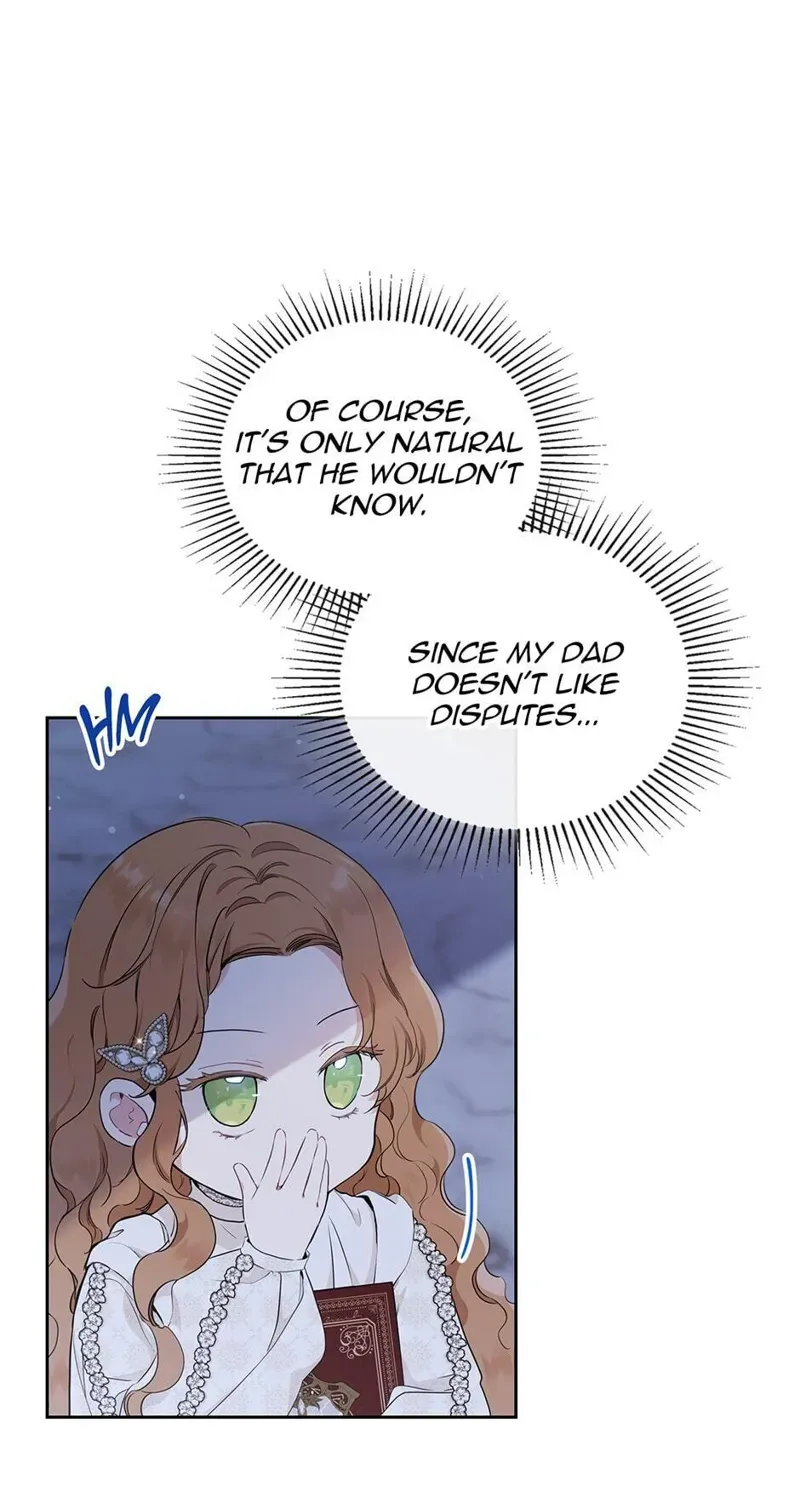 OF COURSE,
IT'S ONLY NATURAL
THAT HE WOULDN'T
KNOW.
SINCE MY DAD
DOESN'T LIKE
DISPUTES...
HM